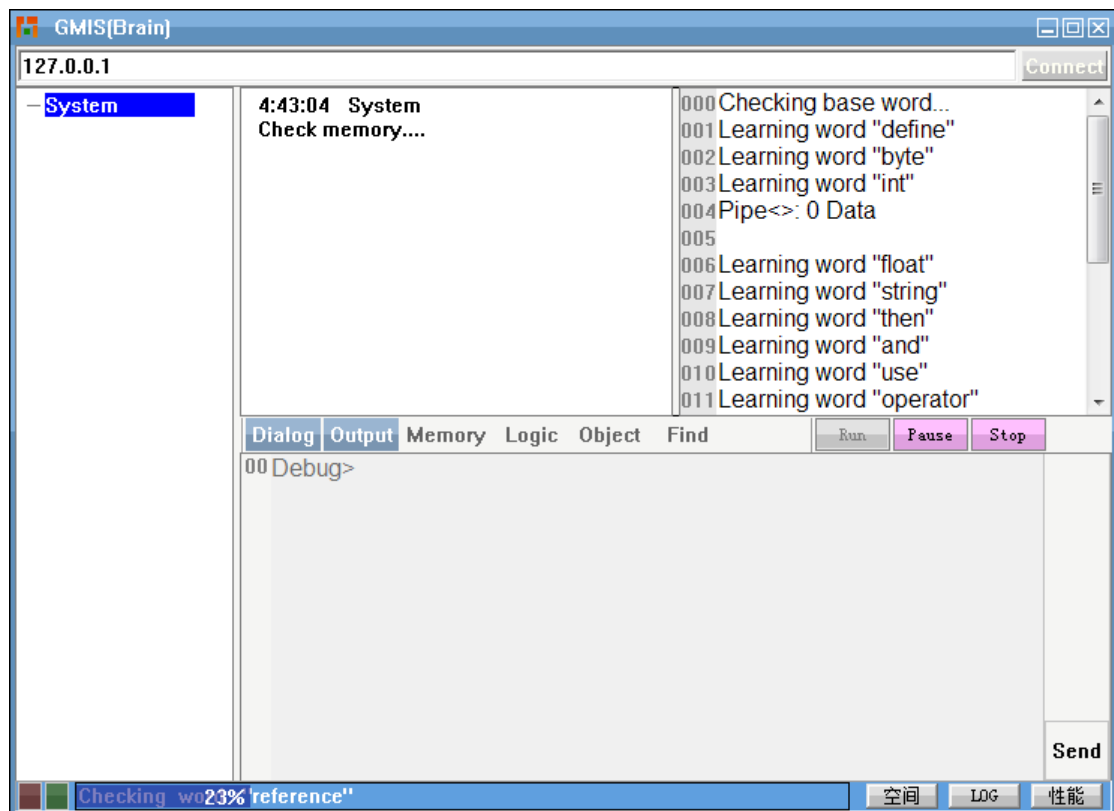 GMIS(Brain)
127.0.0.1
Connect
System
4:43:04 System
Check memory....
000 Checking base word...
001 Learning word "define"
002 Learning word "byte"
003 Learning word "int"
004 Pipe<>: 0 Data
005
006 Learning word "float"
007 Learning word "string"
008 Learning word "then"
009 Learning word "and"
010 Learning word "use"
011 Learning word "operator"
Dialog Output Memory Logic Object Find Run Pause Stop
00 Debug>
Send
Checking 23% "reference" 空间 LOG 性能